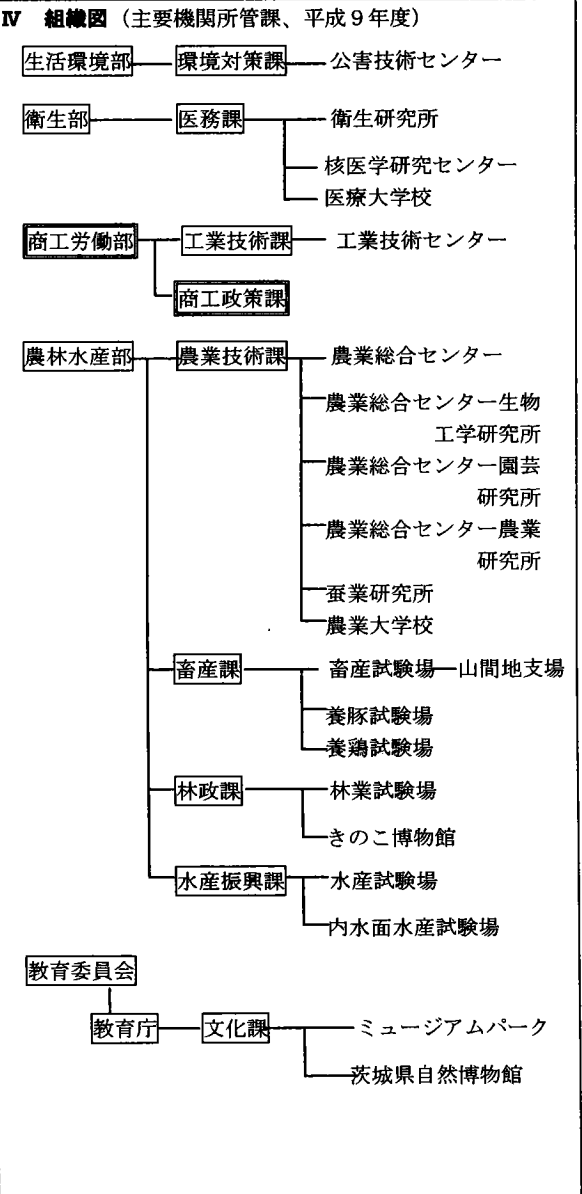 Ⅳ 組織図（主要機関所管課、平成９年度）
生活環境部 環境対策課 公害技術センター
衛生部 医務課 衛生研究所
核医学研究センター
医療大学校
商工労働部 工業技術課 工業技術センター
商工政策課
農林水産部 農業技術課 農業総合センター
農業総合センター生物
工学研究所
農業総合センター園芸
研究所
農業総合センター農業
研究所
蚕業研究所
農業大学校
畜産課 畜産試験場 山間地支場
養豚試験場
養鶏試験場
林政課 林業試験場
きのこ博物館
水産振興課 水産試験場
内水面水産試験場
教育委員会
教育庁 文化課 ミュージアムパーク
茨城県自然博物館